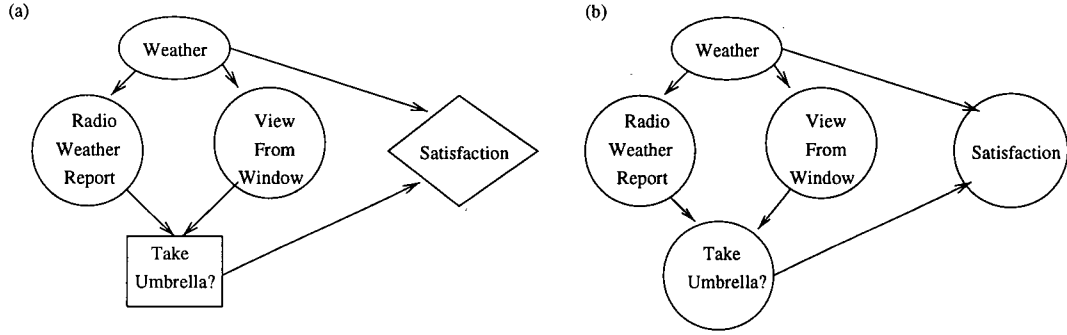 (a)
Weather
Radio
Weather
Report
View
From
Window
Satisfaction
Take
Umbrella?
(b)
Weather
Radio
Weather
Report
View
From
Window
Satisfaction
Take
Umbrella?